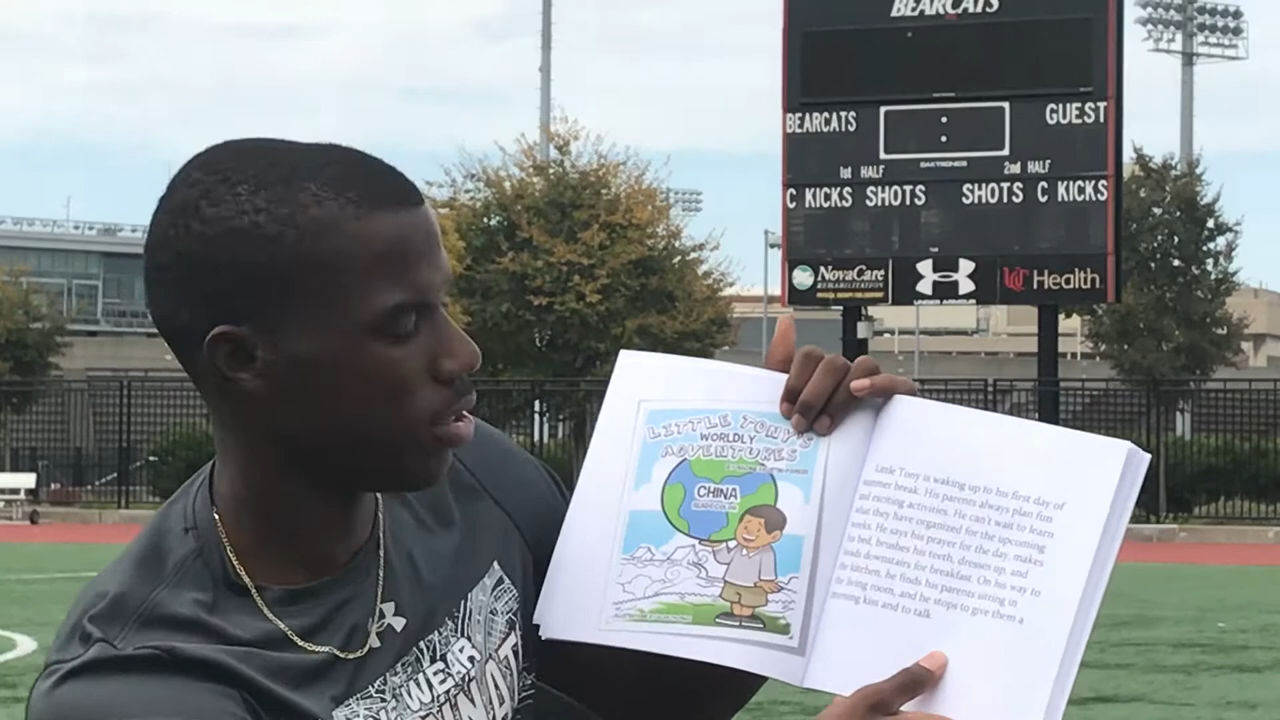 BEARCATS
BEARCATS GUEST
DAKTRONICS
1st HALF 2nd HALF
C KICKS SHOTS SHOTS C KICKS
NovaCare
REHABILITATION
UNDER ARMOUR
UC Health
LITTLE TONY'S
WORLDLY
ADVENTURES
CHINA
READ & COLOR
Little Tony is waking up to his first day of
summer break. His parents always plan fun
and exciting activities. He can't wait to learn
what they have organized for the upcoming
weeks. He says his prayer for the day, makes
his bed, brushes his teeth, dresses up, and
heads downstairs for breakfast. On his way to
the kitchen, he finds his parents sitting in
the living room, and he stops to give them a
morning kiss and to talk.
WEAR